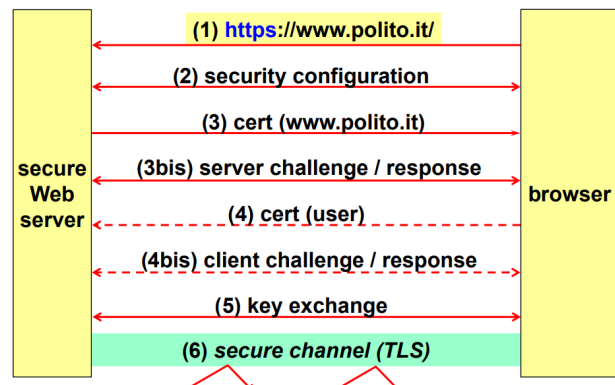 (1) https://www.polito.it/
(2) security configuration
(3) cert (www.polito.it)
(3bis) server challenge / response
secure
Web
server
browser
(4) cert (user)
(4bis) client challenge / response
(5) key exchange
(6) secure channel (TLS)